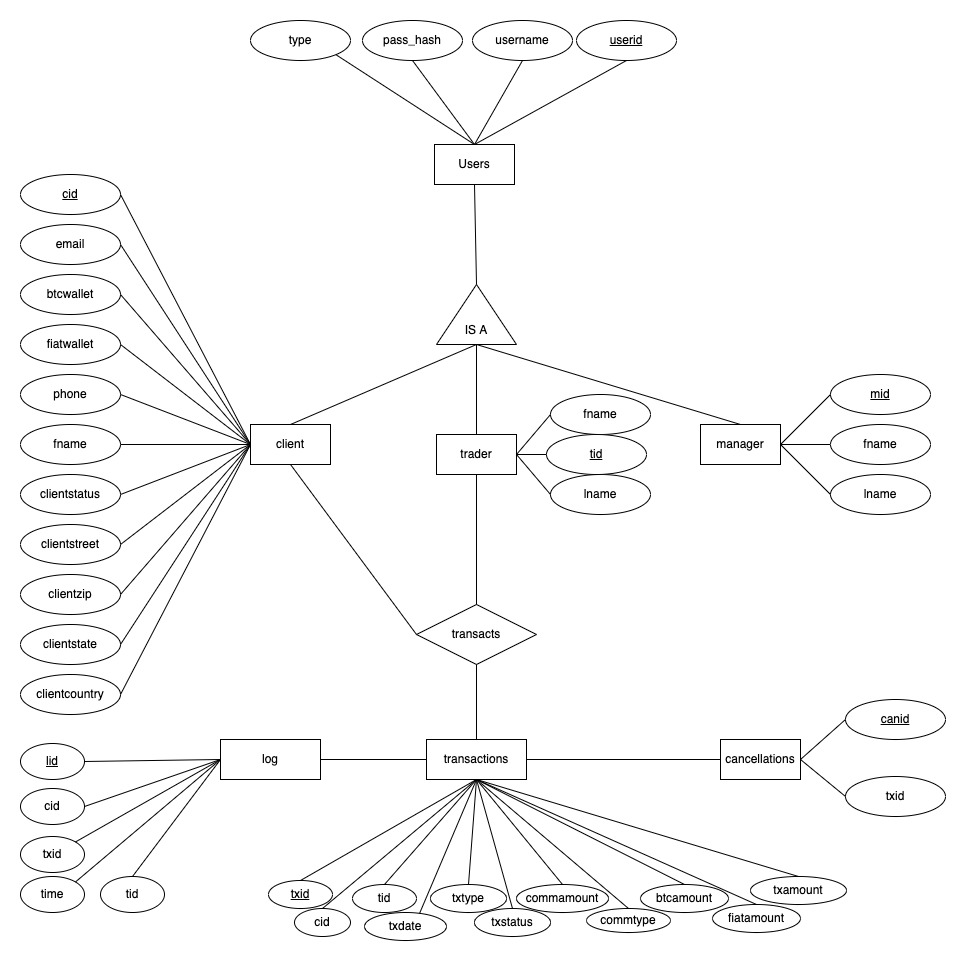 type
pass_hash
username
userid
Users
cid
email
btcwallet
fiatwallet
phone
fname
clientstatus
clientstreet
clientzip
clientstate
clientcountry
IS A
client
trader
fname
tid
lname
manager
mid
fname
lname
transacts
log
transactions
cancellations
canid
txid
lid
cid
txid
time
tid
txid
cid
tid
txdate
txtype
txstatus
commamount
commtype
btcamount
fiatamount
txamount